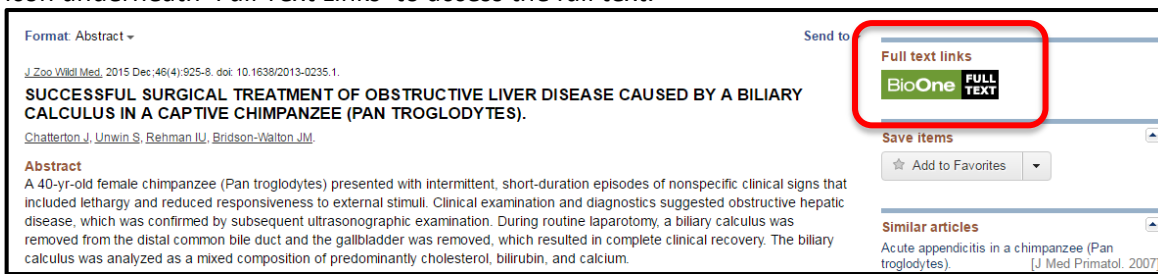 icon underneath 'Full Text Links' to access the full text.
Format: Abstract
Send to
J Zoo Wildl Med. 2015 Dec;46(4):925-8. doi: 10.1638/2013-0235.1.
SUCCESSFUL SURGICAL TREATMENT OF OBSTRUCTIVE LIVER DISEASE CAUSED BY A BILIARY
CALCULUS IN A CAPTIVE CHIMPANZEE (PAN TROGLODYTES).
Chatterton J, Unwin S, Rehman IU, Bridson-Walton JM.
Abstract
A 40-yr-old female chimpanzee (Pan troglodytes) presented with intermittent, short-duration episodes of nonspecific clinical signs that
included lethargy and reduced responsiveness to external stimuli. Clinical examination and diagnostics suggested obstructive hepatic
disease, which was confirmed by subsequent ultrasonographic examination. During routine laparotomy, a biliary calculus was
removed from the distal common bile duct and the gallbladder was removed, which resulted in complete clinical recovery. The biliary
calculus was analyzed as a mixed composition of predominantly cholesterol, bilirubin, and calcium.
Full text links
BioOne FULL TEXT
Save items
Add to Favorites
Similar articles
Acute appendicitis in a chimpanzee (Pan
troglodytes). [J Med Primatol. 2007]